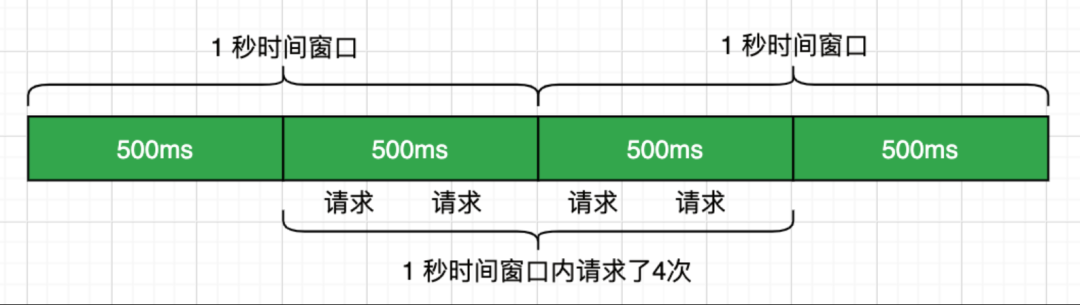 1 秒时间窗口 1 秒时间窗口
500ms 500ms 500ms 500ms
请求 请求 请求 请求
1 秒时间窗口内请求了4次